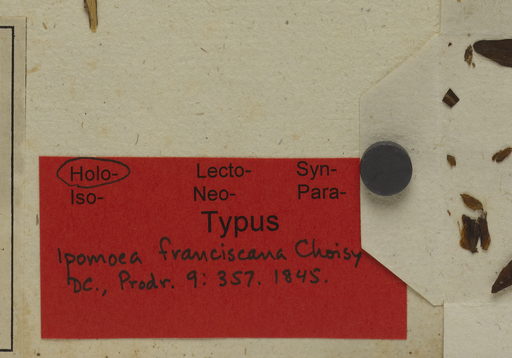 Holo- Lecto- Syn-
Iso- Neo- Para-
Typus
Ipomoea franciscana Choisy
DC., Prodr. 9: 357. 1845.